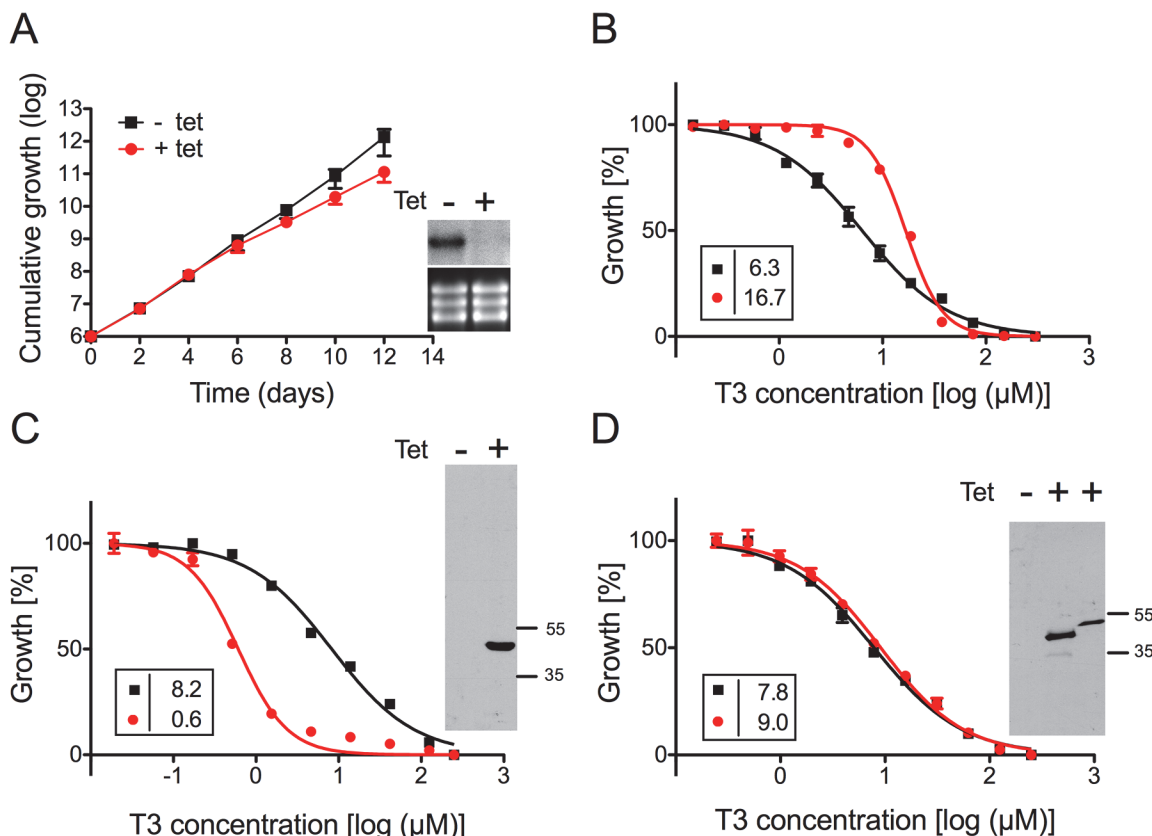 A
Cumulative growth (log)
13
12
11
10
9
8
7
6
- tet
+ tet
Tet - +
0 2 4 6 8 10 12 14
Time (days)
B
Growth [%]
100
50
0
6.3
16.7
0 1 2 3
T3 concentration [log (µM)]
C
Tet - +
Growth [%]
100
50
0
8.2
0.6
55
35
-1 0 1 2 3
T3 concentration [log (µM)]
D
Tet - + +
Growth [%]
100
50
0
7.8
9.0
55
35
0 1 2 3
T3 concentration [log (µM)]